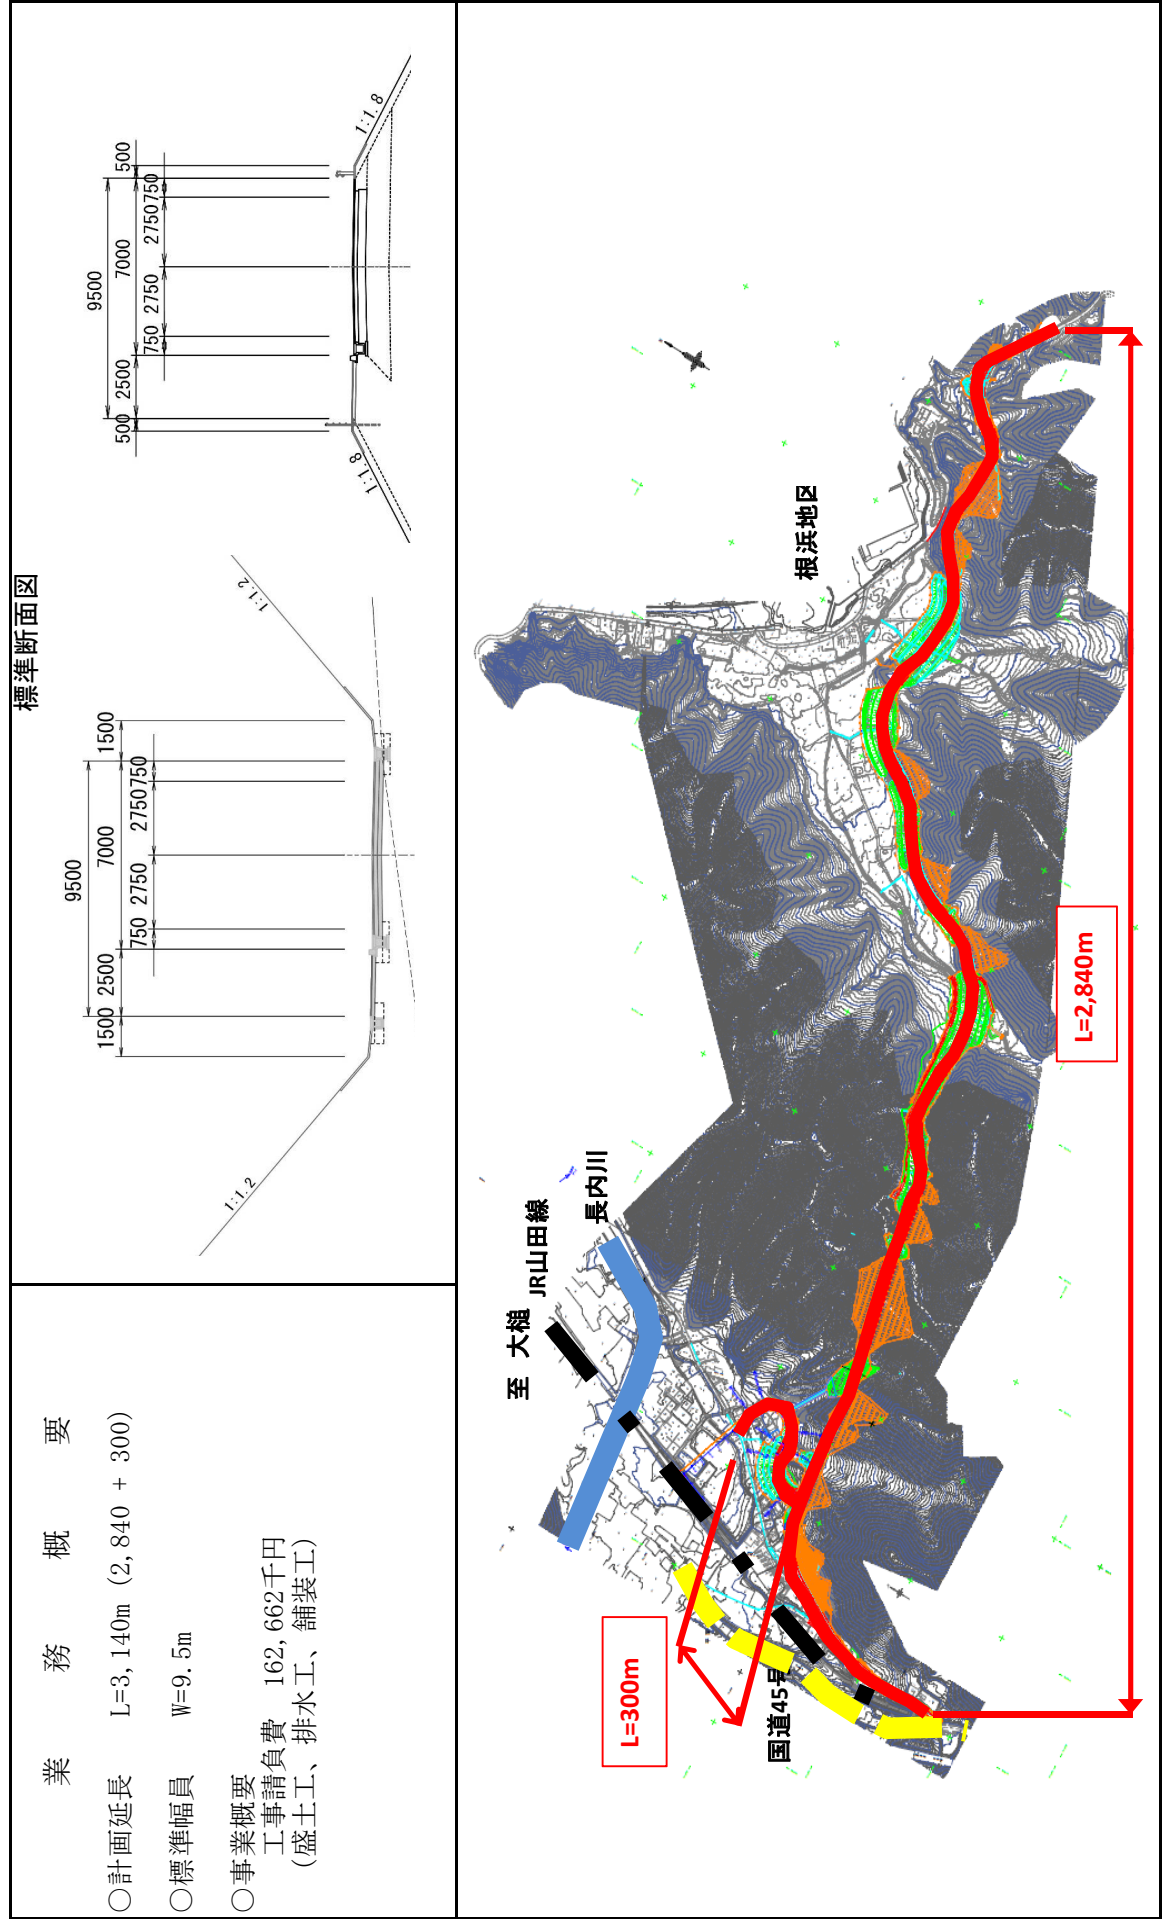 業務概要
○計画延長　L=3,140m (2,840 + 300)
○標準幅員　W=9.5m
○事業概要
工事請負費　162,662千円
(盛土工、排水工、舗装工)
標準断面図
9500
1500 2500 7000 1500
750 2750 2750 750
1:1.2
1:1.2
9500
500 2500 7000 500
750 2750 2750 750
1:1.8
1:1.8
至 大槌
JR山田線
長内川
根浜地区
国道45号
L=300m
L=2,840m